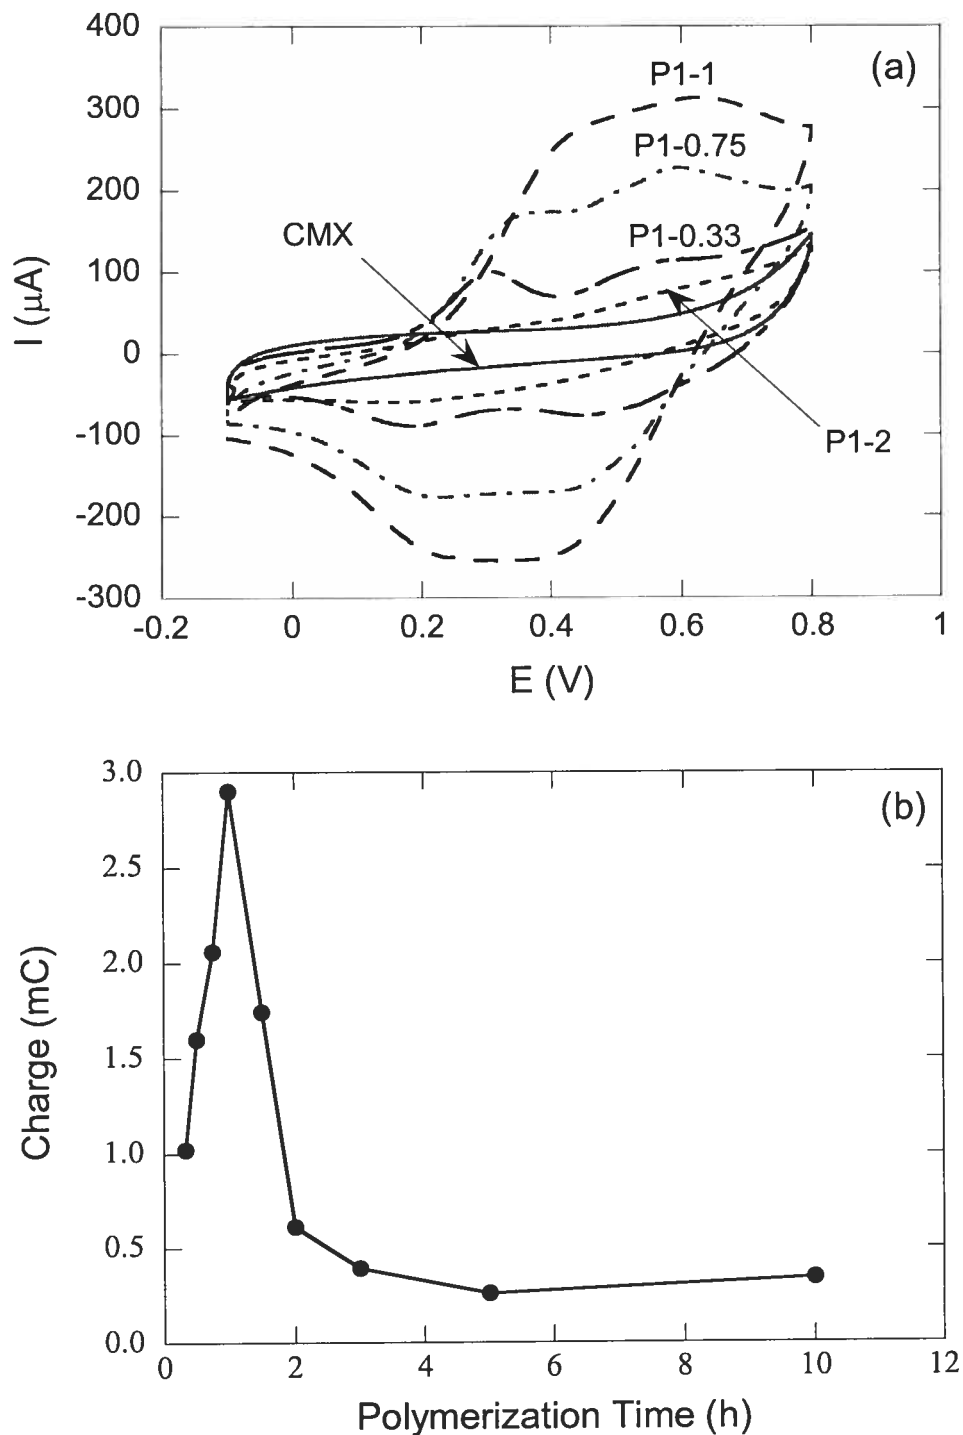 400
300
200
100
0
-100
-200
-300
I (μA)
(a)
P1-1
P1-0.75
CMX
P1-0.33
P1-2
-0.2 0 0.2 0.4 0.6 0.8 1
E (V)
3.0
2.5
2.0
1.5
1.0
0.5
0.0
Charge (mC)
(b)
0 2 4 6 8 10 12
Polymerization Time (h)